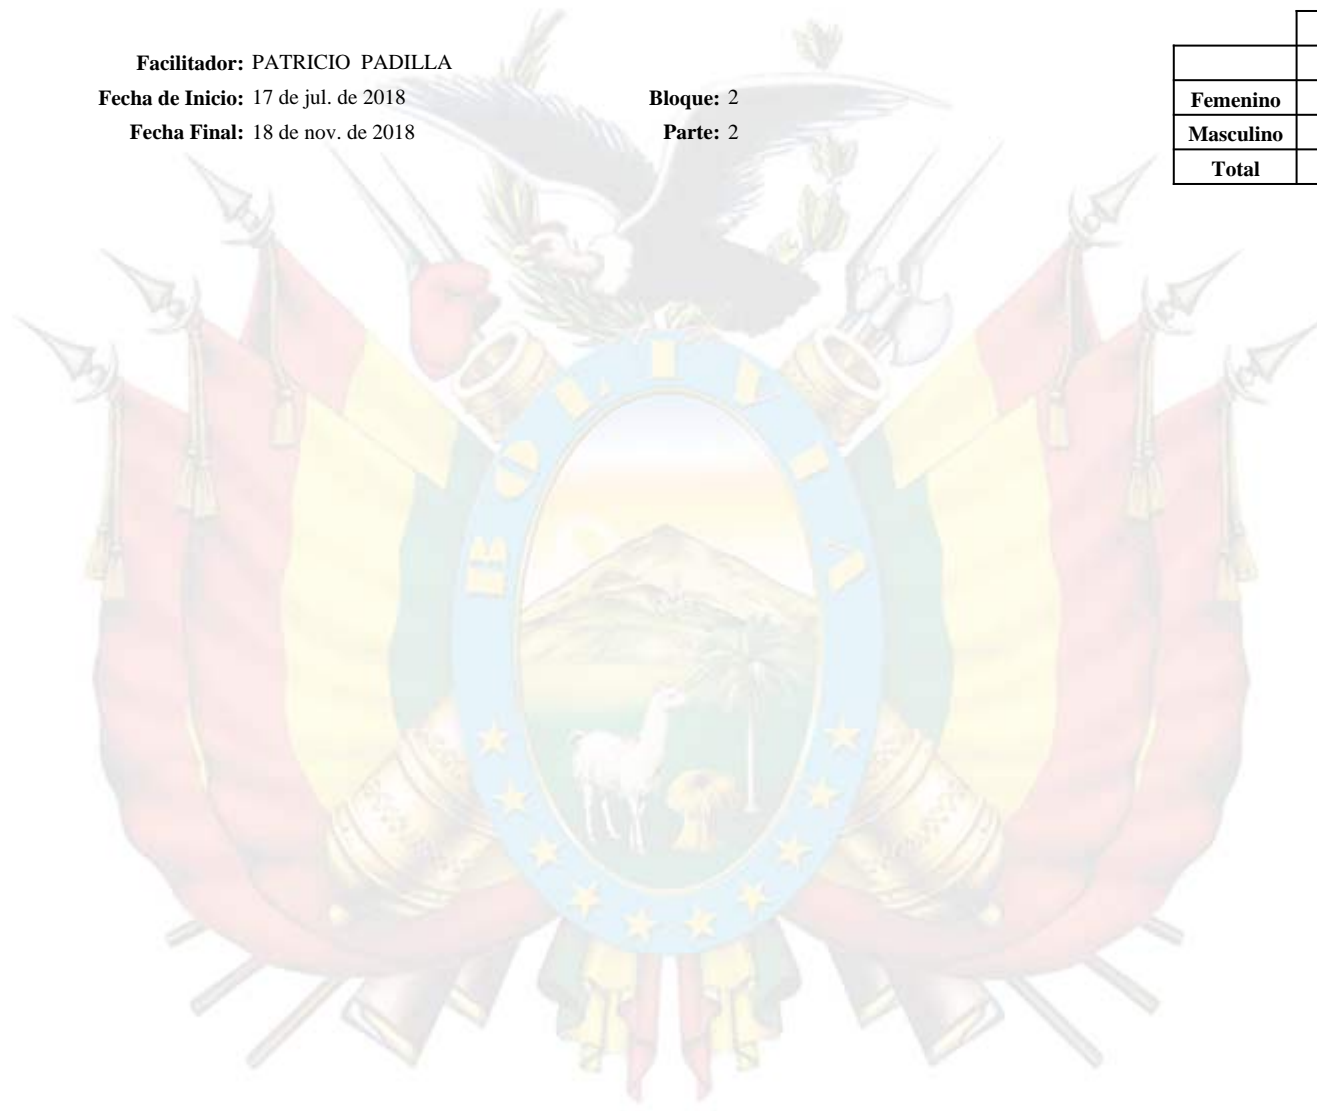 Facilitador: PATRICIO PADILLA
Fecha de Inicio: 17 de jul. de 2018
Bloque: 2
Fecha Final: 18 de nov. de 2018
Parte: 2
Femenino
Masculino
Total
BOLIVIA